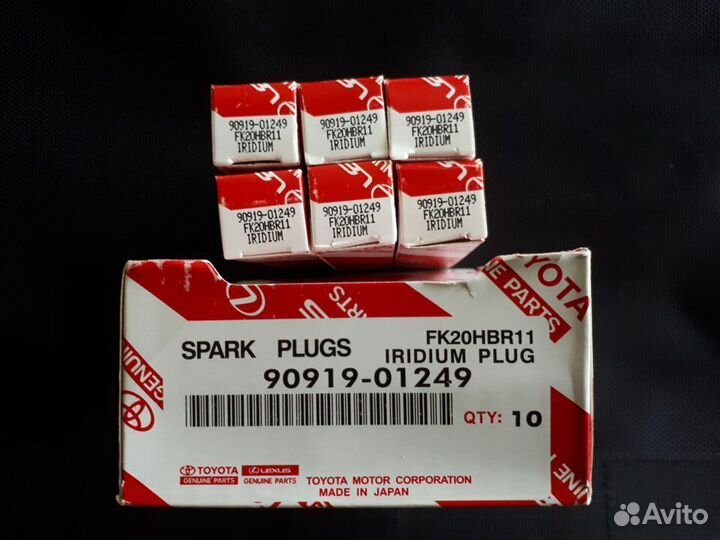 90919-01249
FK20HBR11
IRIDIUM
90919-01249
FK20HBR11
IRIDIUM
90919-01249
FK20HBR11
IRIDIUM
90919-01249
FK20HBR11
IRIDIUM
90919-01249
FK20HBR11
IRIDIUM
90919-01249
FK20HBR11
IRIDIUM
TOYOTA
GENUINE
PARTS
SPARK PLUGS
FK20HBR11
IRIDIUM PLUG
90919-01249
QTY: 10
TOYOTA
GENUINE PARTS
LEXUS
GENUINE PARTS
TOYOTA MOTOR CORPORATION
MADE IN JAPAN
Avito